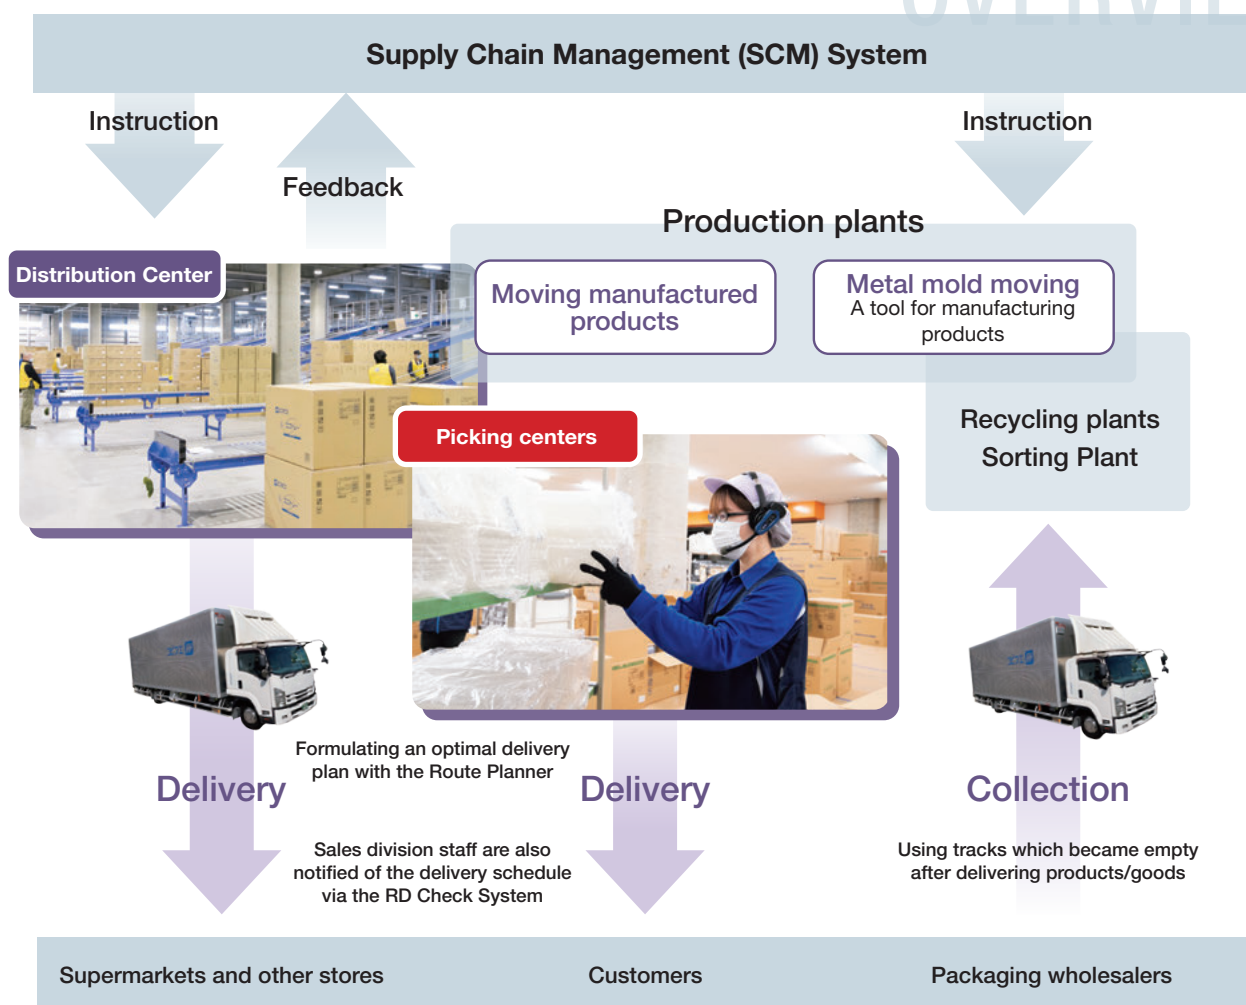 OVERVIE
Supply Chain Management (SCM) System
Instruction
Feedback
Instruction
Production plants
Distribution Center
Moving manufactured
products
Metal mold moving
A tool for manufacturing
products
Picking centers
Recycling plants
Sorting Plant
Formulating an optimal delivery
plan with the Route Planner
Delivery
Delivery
Collection
Sales division staff are also
notified of the delivery schedule
via the RD Check System
Using tracks which became empty
after delivering products/goods
Supermarkets and other stores
Customers
Packaging wholesalers